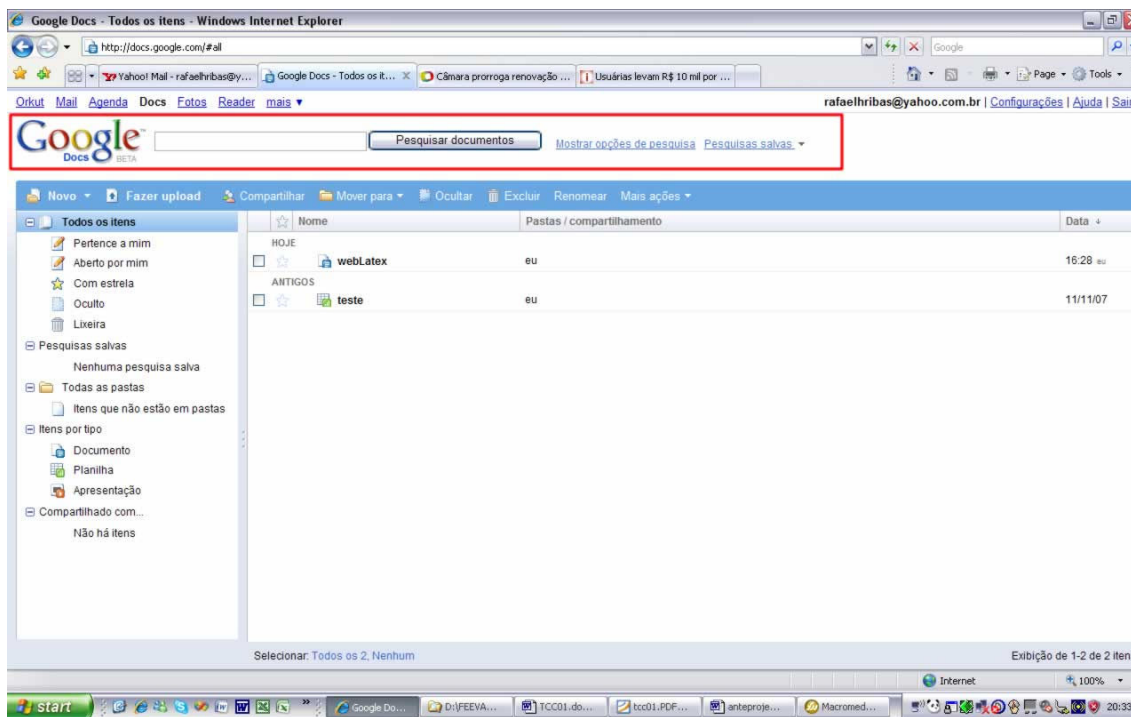 Google Docs - Todos os itens - Windows Internet Explorer
http://docs.google.com/#all
Google
Yahoo! Mail - rafaelhribas@y...
Google Docs - Todos os it...
Câmara prorroga renovação ...
Usuárias levam R$ 10 mil por ...
Page
Tools
Orkut Mail Agenda Docs Fotos Reader mais ▼
rafaelhribas@yahoo.com.br | Configurações | Ajuda | Sair
Google Docs BETA
Pesquisar documentos
Mostrar opções de pesquisa Pesquisas salvas
Novo Fazer upload Compartilhar Mover para Ocultar Excluir Renomear Mais ações
Todos os itens
Nome Pastas / compartilhamento Data ↓
Pertence a mim
HOJE
Aberto por mim
webLatex eu 16:28 eu
Com estrela
ANTIGOS
Oculto
teste eu 11/11/07
Lixeira
Pesquisas salvas
Nenhuma pesquisa salva
Todas as pastas
Itens que não estão em pastas
Itens por tipo
Documento
Planilha
Apresentação
Compartilhado com...
Não há itens
Selecionar: Todos os 2, Nenhum
Exibição de 1-2 de 2 iten
Internet 100%
start
Google Do...
D:\FEEVA...
TCC01.do...
tcc01.PDF...
anteproje...
Macromed...
20:33